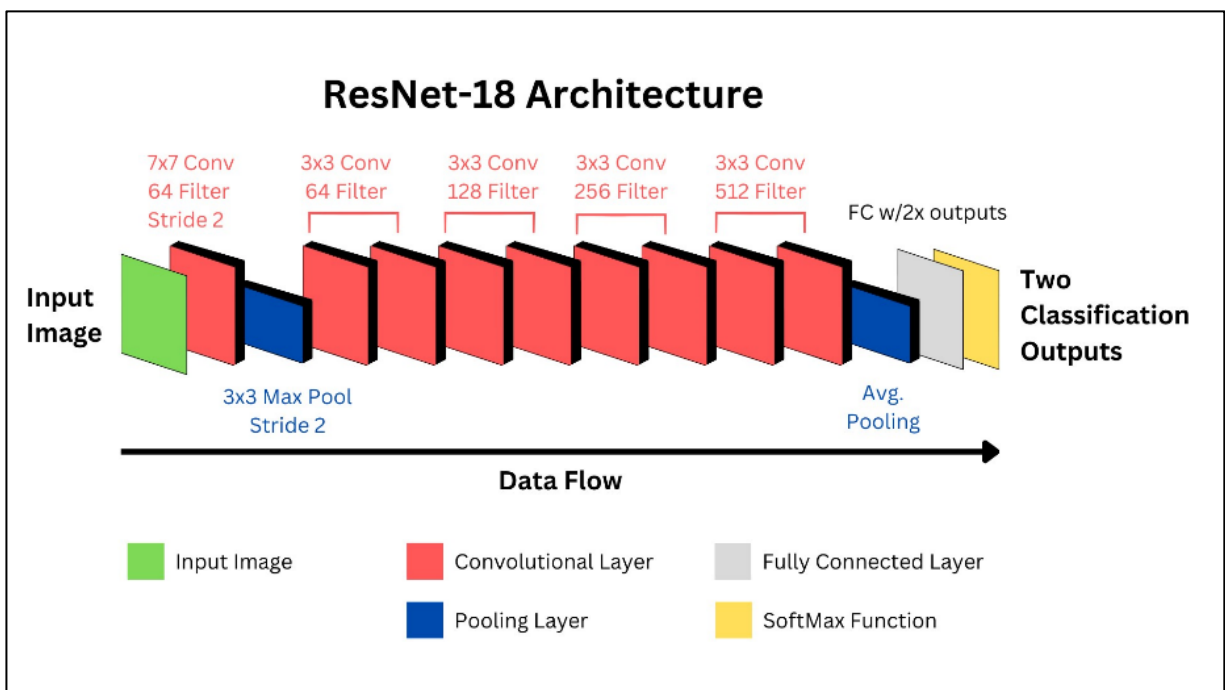 ResNet-18 Architecture
7x7 Conv
64 Filter
Stride 2
3x3 Conv
64 Filter
3x3 Conv
128 Filter
3x3 Conv
256 Filter
3x3 Conv
512 Filter
FC w/2x outputs
Input
Image
Two
Classification
Outputs
3x3 Max Pool
Stride 2
Avg.
Pooling
Data Flow
Input Image
Convolutional Layer
Fully Connected Layer
Pooling Layer
SoftMax Function